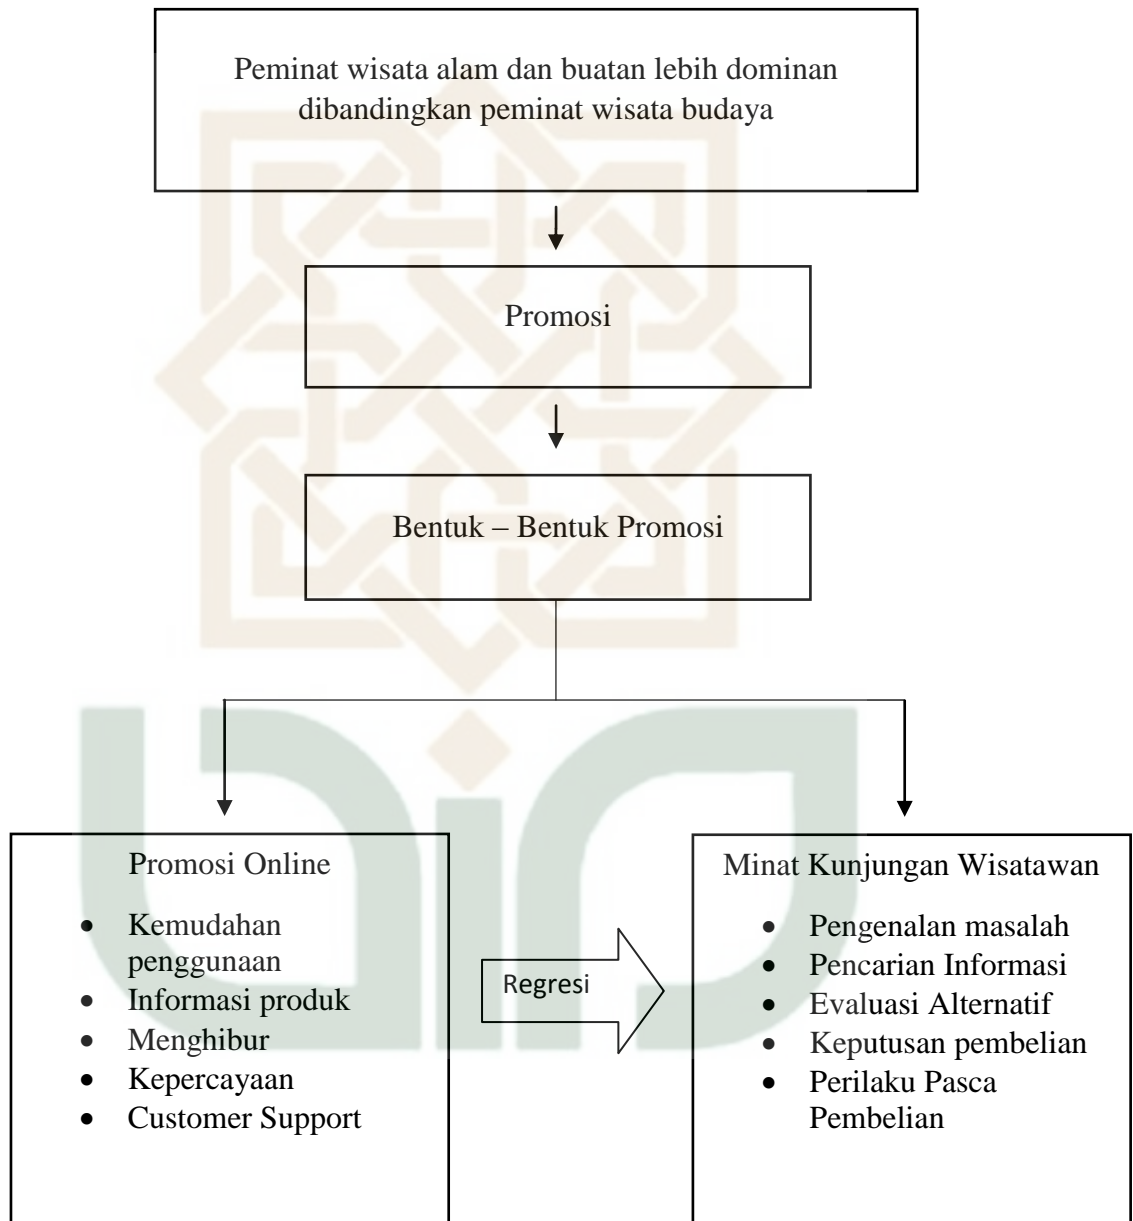 Peminat wisata alam dan buatan lebih dominan
dibandingkan peminat wisata budaya
Promosi
Bentuk – Bentuk Promosi
Promosi Online
• Kemudahan
penggunaan
• Informasi produk
• Menghibur
• Kepercayaan
• Customer Support
Regresi
Minat Kunjungan Wisatawan
• Pengenalan masalah
• Pencarian Informasi
• Evaluasi Alternatif
• Keputusan pembelian
• Perilaku Pasca
Pembelian